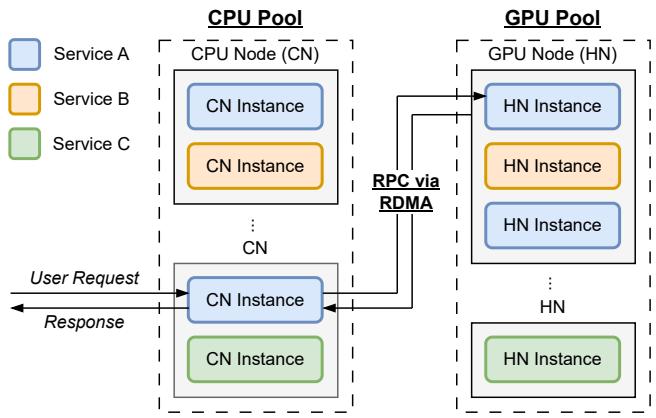 CPU Pool
GPU Pool
Service A
Service B
Service C
CPU Node (CN)
CN Instance
CN Instance
...
CN
CN Instance
CN Instance
User Request
Response
RPC via
RDMA
GPU Node (HN)
HN Instance
HN Instance
HN Instance
...
HN
HN Instance